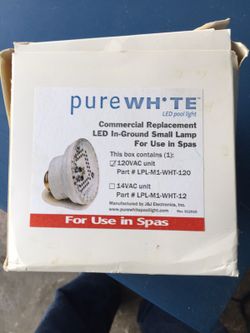 pureWH*TE™
LED pool light
Commercial Replacement
LED In-Ground Small Lamp
For Use in Spas
This box contains (1):
☑120VAC unit
Part # LPL-M1-WHT-120
☐14VAC unit
Part # LPL-M1-WHT-12
Manufactured by J&J Electronics, Inc.
www.purewhitepoollight.com
For Use in Spas